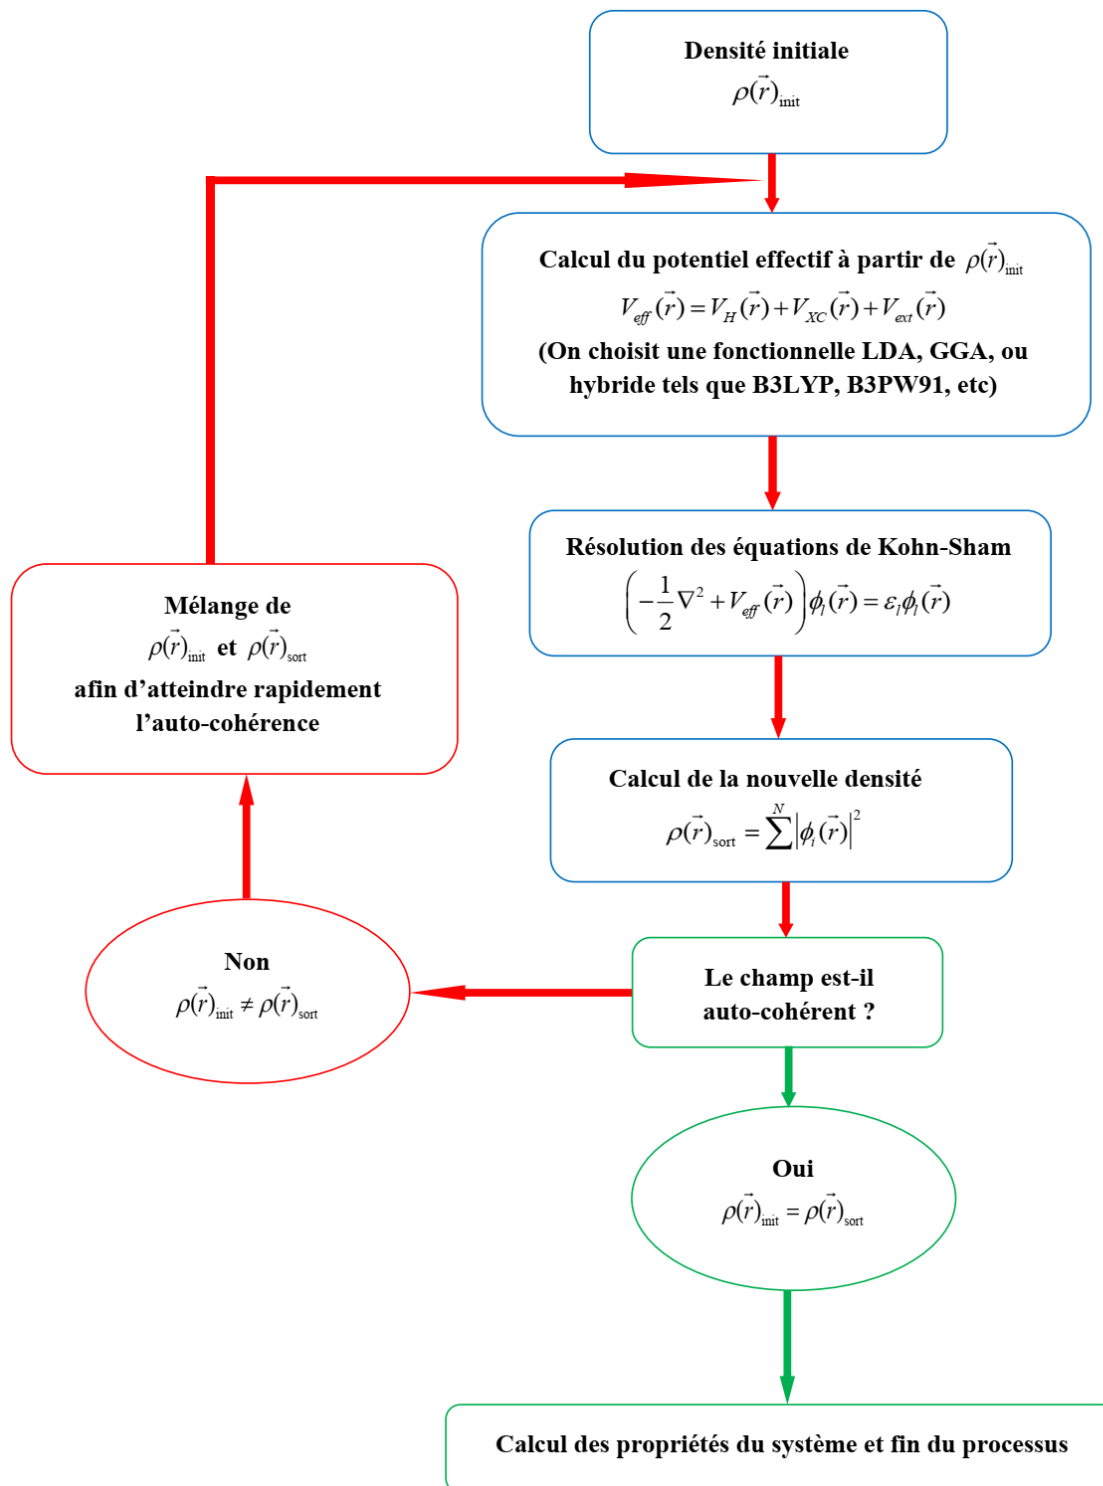 Densité initiale
ρ(r⃗)init
Calcul du potentiel effectif à partir de ρ(r⃗)init
Veff(r⃗) = VH(r⃗) + VXC(r⃗) + Vext(r⃗)
(On choisit une fonctionnelle LDA, GGA, ou
hybride tels que B3LYP, B3PW91, etc)
Résolution des équations de Kohn-Sham
(−1/2 ∇² + Veff(r⃗)) ϕl(r⃗) = εlϕl(r⃗)
Mélange de
ρ(r⃗)init et ρ(r⃗)sort
afin d’atteindre rapidement
l’auto-cohérence
Calcul de la nouvelle densité
ρ(r⃗)sort = ∑N |ϕi(r⃗)|²
Non
ρ(r⃗)init ≠ ρ(r⃗)sort
Le champ est-il
auto-cohérent ?
Oui
ρ(r⃗)init = ρ(r⃗)sort
Calcul des propriétés du système et fin du processus